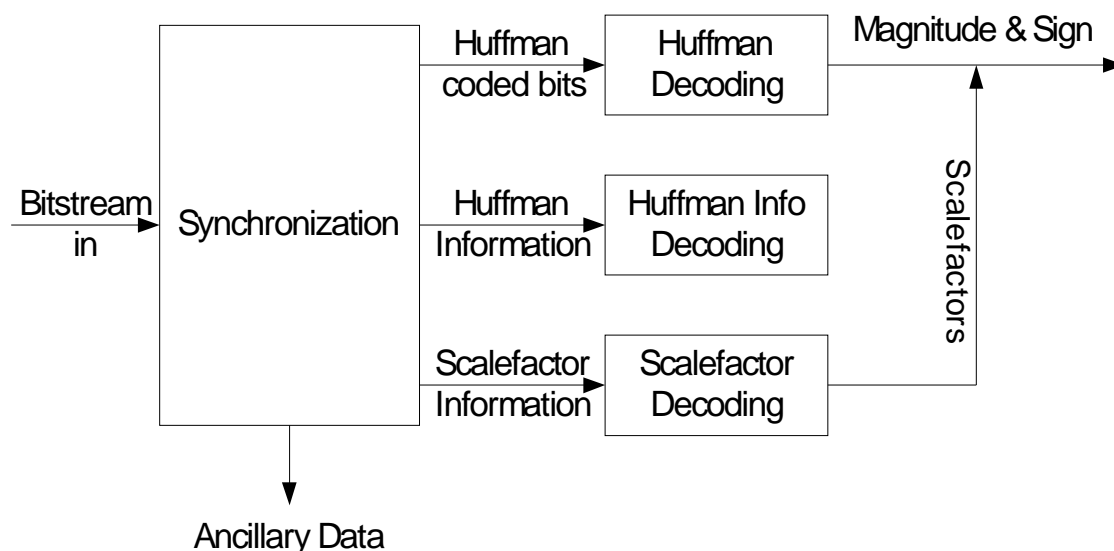 Huffman
coded bits
Huffman
Decoding
Magnitude & Sign
Bitstream
in
Synchronization
Huffman
Information
Huffman Info
Decoding
Scalefactors
Scalefactor
Information
Scalefactor
Decoding
Ancillary Data